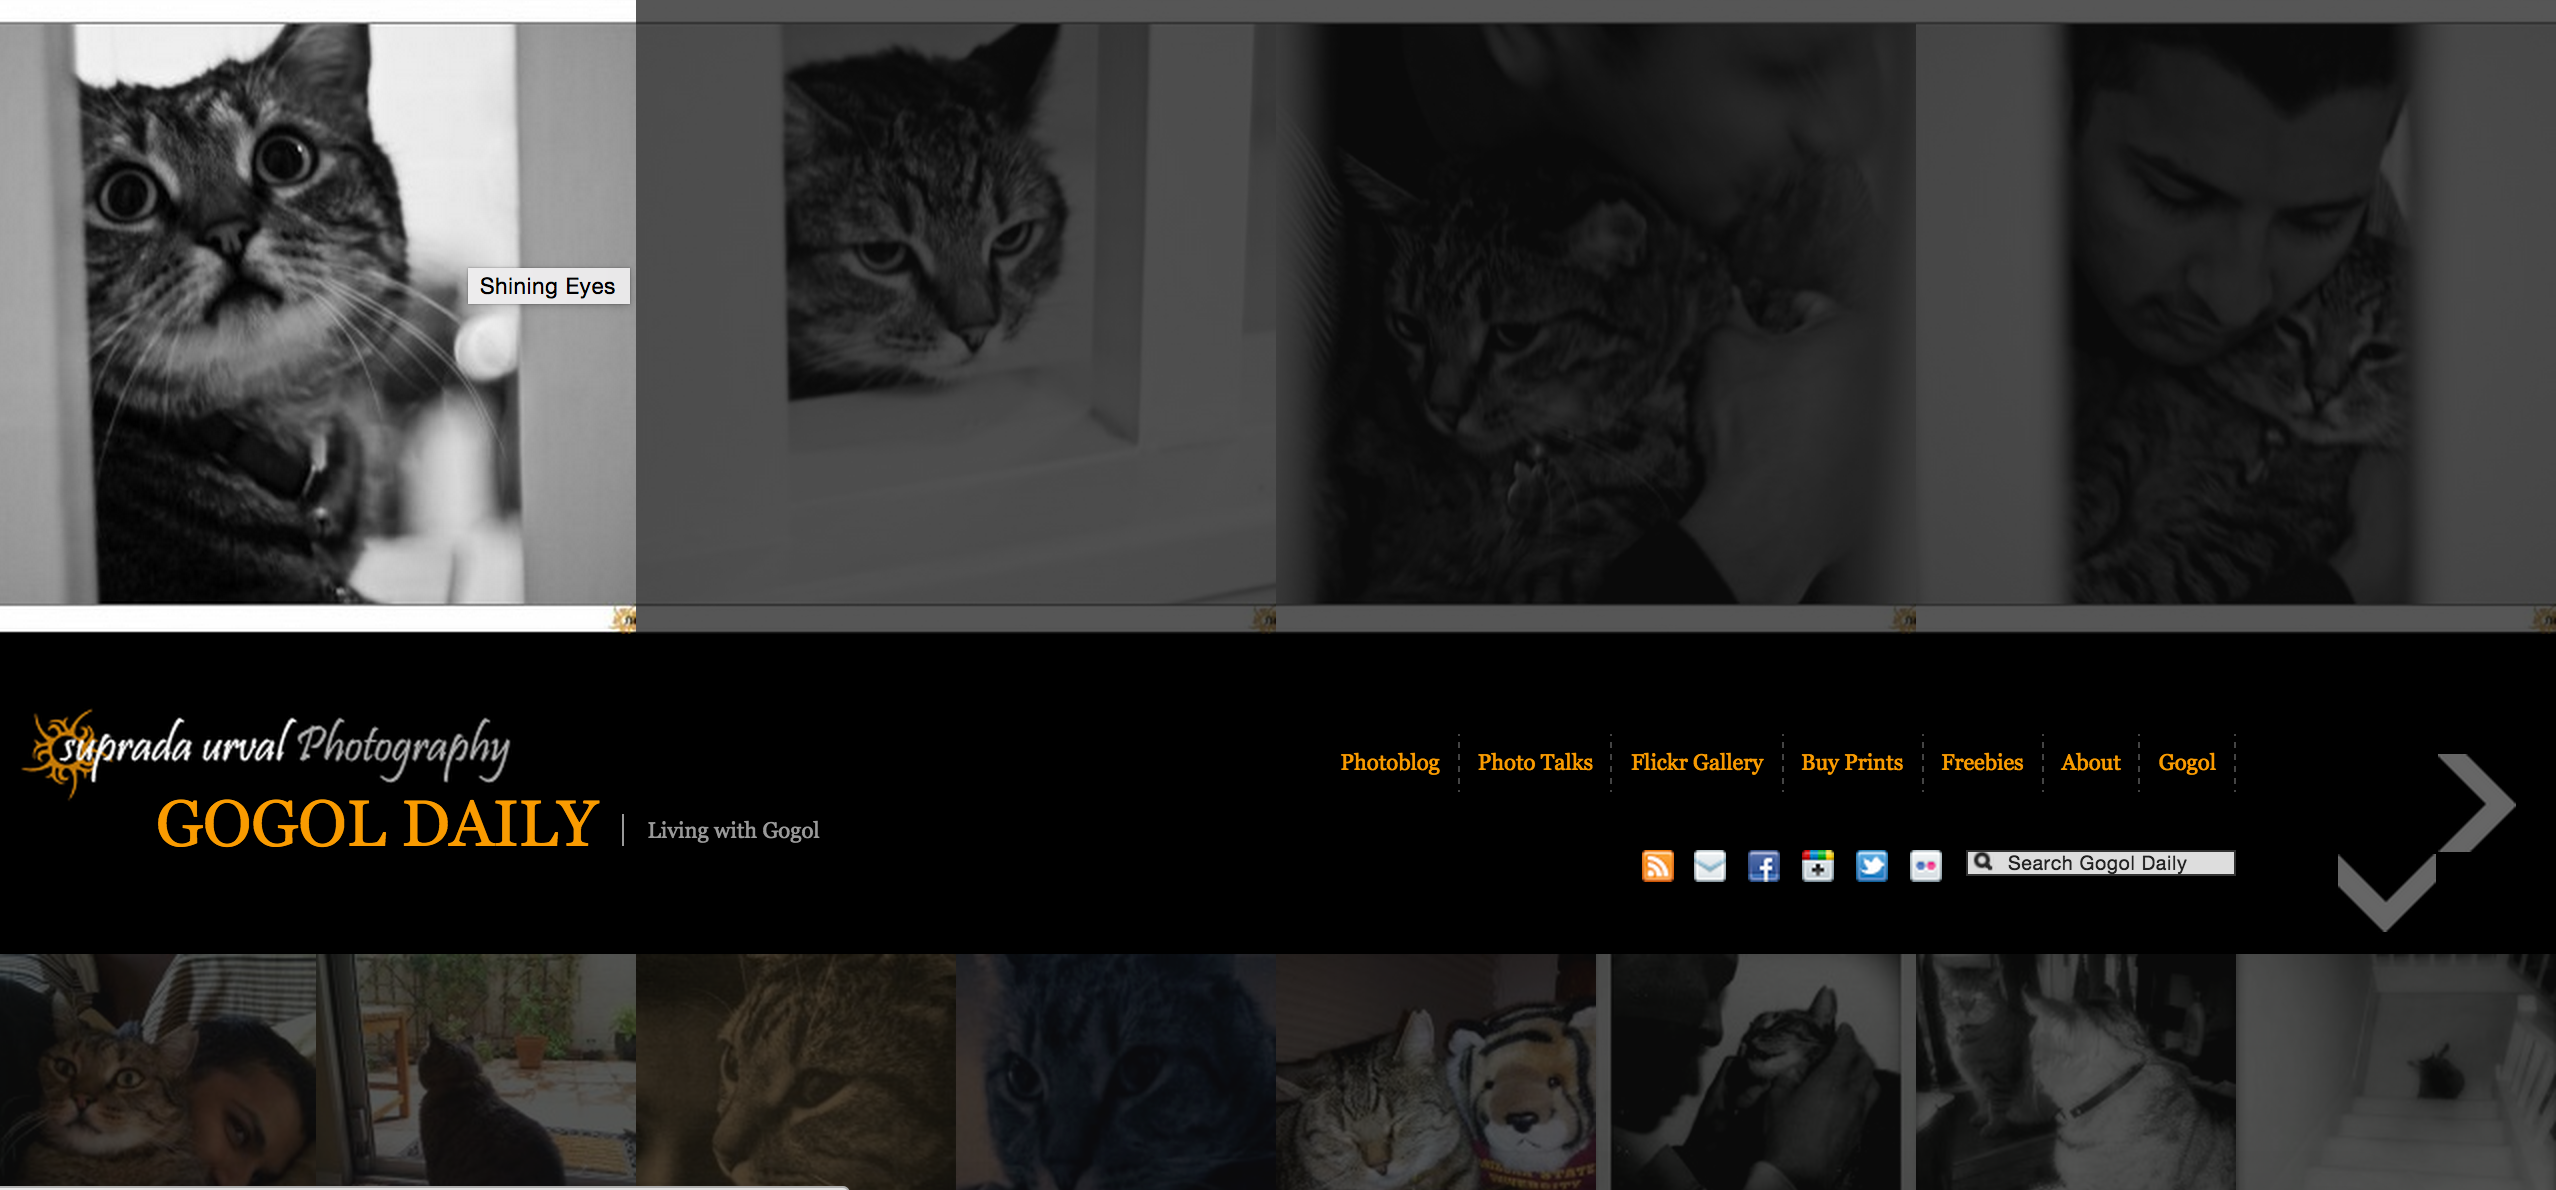 Shining Eyes
suprada urval Photography
GOGOL DAILY
Living with Gogol
Photoblog
Photo Talks
Flickr Gallery
Buy Prints
Freebies
About
Gogol
Search Gogol Daily
STATE